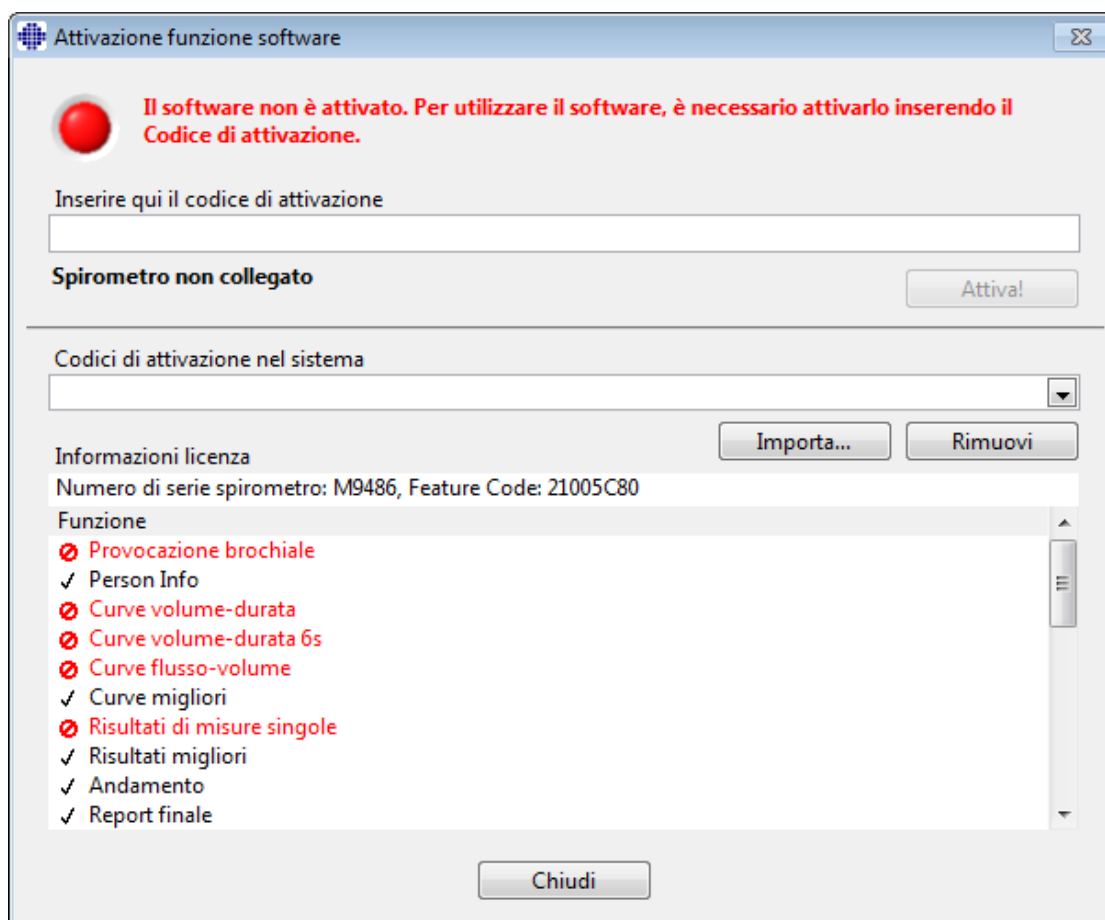 Attivazione funzione software
Il software non è attivato. Per utilizzare il software, è necessario attivarlo inserendo il
Codice di attivazione.
Inserire qui il codice di attivazione
Spirometro non collegato
Attiva!
Codici di attivazione nel sistema
Importa...
Rimuovi
Informazioni licenza
Numero di serie spirometro: M9486, Feature Code: 21005C80
Funzione
Provocazione brochiale
Person Info
Curve volume-durata
Curve volume-durata 6s
Curve flusso-volume
Curve migliori
Risultati di misure singole
Risultati migliori
Andamento
Report finale
Chiudi